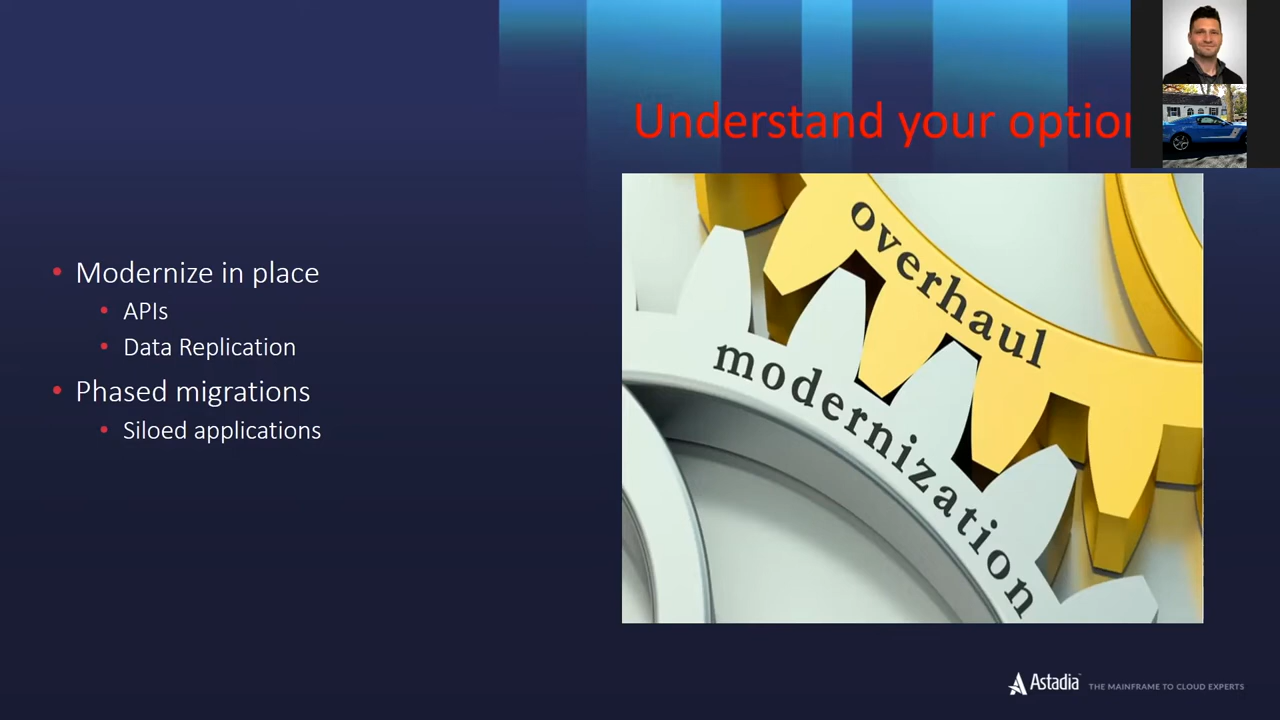 Understand your option
• Modernize in place
• APIs
• Data Replication
• Phased migrations
• Siloed applications
overhaul
modernization
Astadia™ THE MAINFRAME TO CLOUD EXPERTS